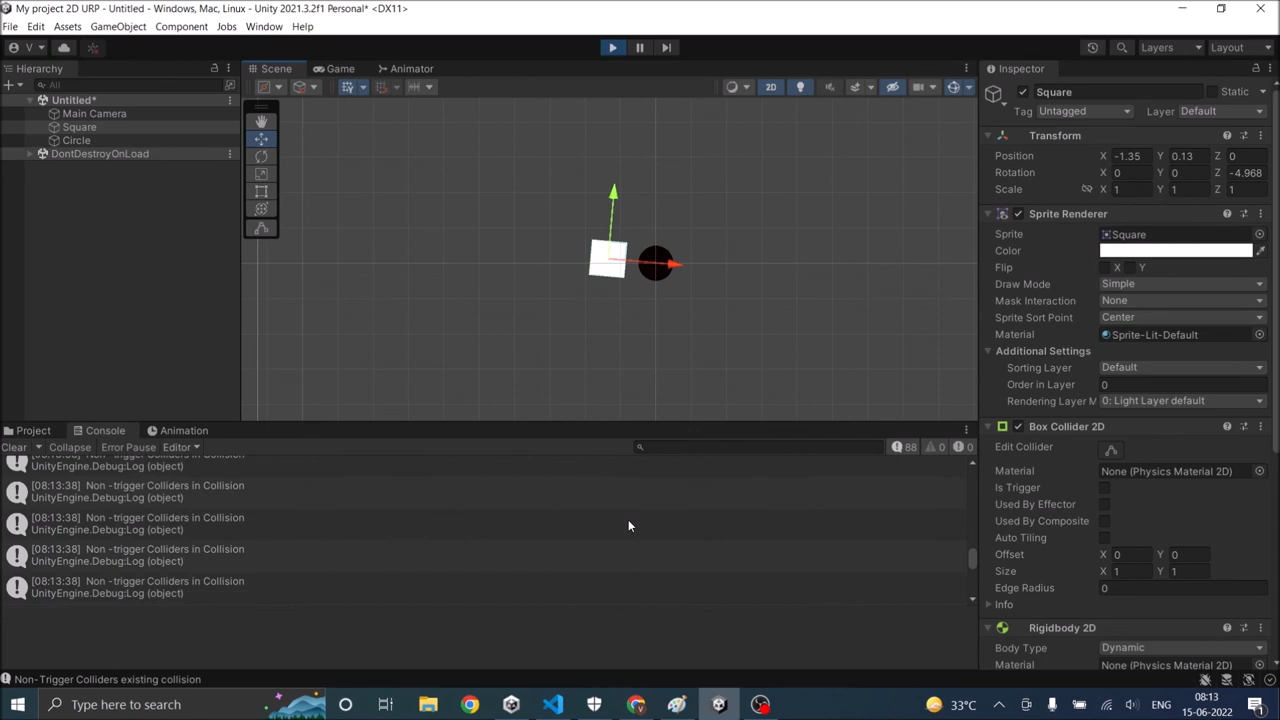 My project 2D URP - Untitled - Windows, Mac, Linux - Unity 2021.3.2f1 Personal* <DX11>
File Edit Assets GameObject Component Jobs Window Help
V Layers Layout
Hierarchy Scene Game Animator Inspector
All
2D
Untitled*
Main Camera
Square
Circle
DontDestroyOnLoad
Square Static
Tag Untagged Layer Default
Transform
Position X -1.35 Y 0.13 Z 0
Rotation X 0 Y 0 Z -4.968
Scale X 1 Y 1 Z 1
Sprite Renderer
Sprite Square
Color
Flip X Y
Draw Mode Simple
Mask Interaction None
Sprite Sort Point Center
Material Sprite-Lit-Default
Additional Settings
Sorting Layer Default
Order in Layer 0
Rendering Layer M 0: Light Layer default
Box Collider 2D
Edit Collider
Material None (Physics Material 2D)
Is Trigger
Used By Effector
Used By Composite
Auto Tiling
Offset X 0 Y 0
Size X 1 Y 1
Edge Radius 0
Info
Rigidbody 2D
Body Type Dynamic
Material None (Physics Material 2D)
Project Console Animation
Clear Collapse Error Pause Editor 88 0 0
UnityEngine.Debug:Log (object)
[08:13:38] Non -trigger Colliders in Collision
UnityEngine.Debug:Log (object)
[08:13:38] Non -trigger Colliders in Collision
UnityEngine.Debug:Log (object)
[08:13:38] Non -trigger Colliders in Collision
UnityEngine.Debug:Log (object)
[08:13:38] Non -trigger Colliders in Collision
UnityEngine.Debug:Log (object)
Non-Trigger Colliders existing collision
Type here to search 33°C ENG 08:13
15-06-2022
1